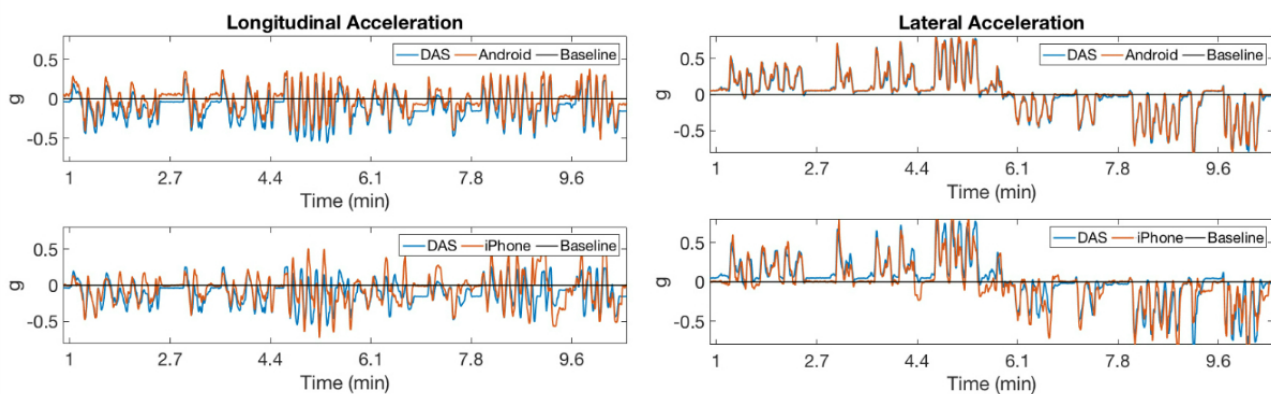 Longitudinal Acceleration
DAS Android Baseline
0.5
0
-0.5
g
1 2.7 4.4 6.1 7.8 9.6
Time (min)
DAS iPhone Baseline
0.5
0
-0.5
g
1 2.7 4.4 6.1 7.8 9.6
Time (min)
Lateral Acceleration
DAS Android Baseline
0.5
0
-0.5
g
1 2.7 4.4 6.1 7.8 9.6
Time (min)
DAS iPhone Baseline
0.5
0
-0.5
g
1 2.7 4.4 6.1 7.8 9.6
Time (min)